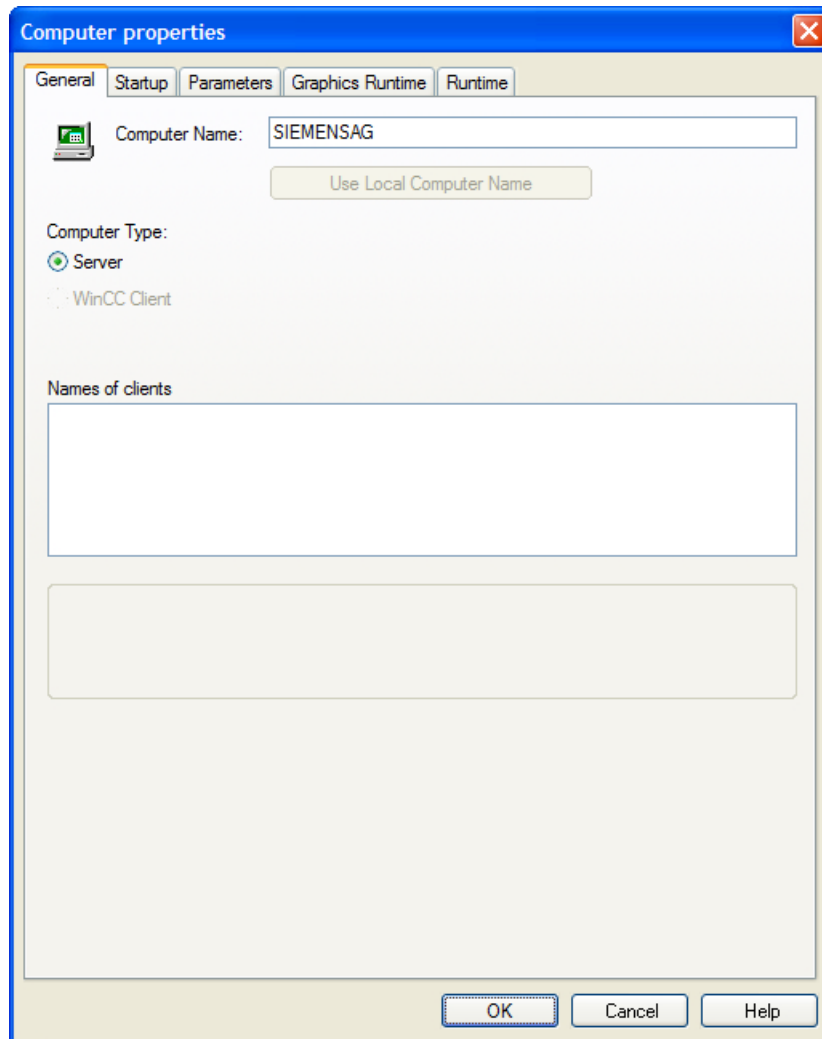 Computer properties
General Startup Parameters Graphics Runtime Runtime
Computer Name: SIEMENSAG
Use Local Computer Name
Computer Type:
Server
WinCC Client
Names of clients
OK Cancel Help